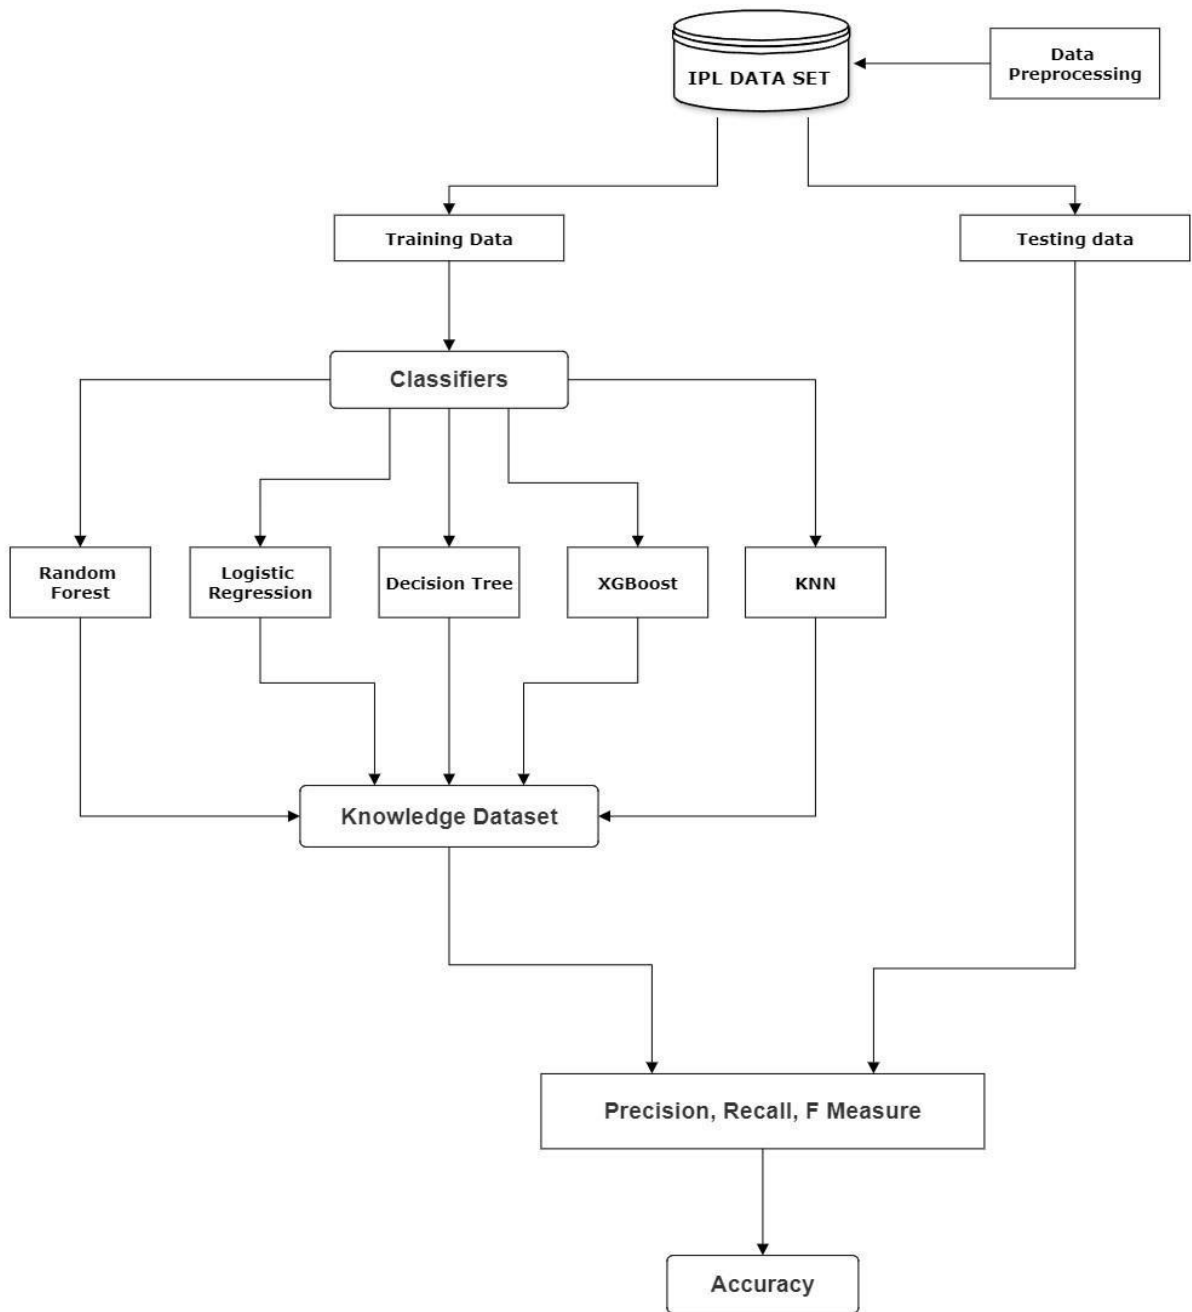 IPL DATA SET
Data
Preprocessing
Training Data
Testing data
Classifiers
Random
Forest
Logistic
Regression
Decision Tree
XGBoost
KNN
Knowledge Dataset
Precision, Recall, F Measure
Accuracy